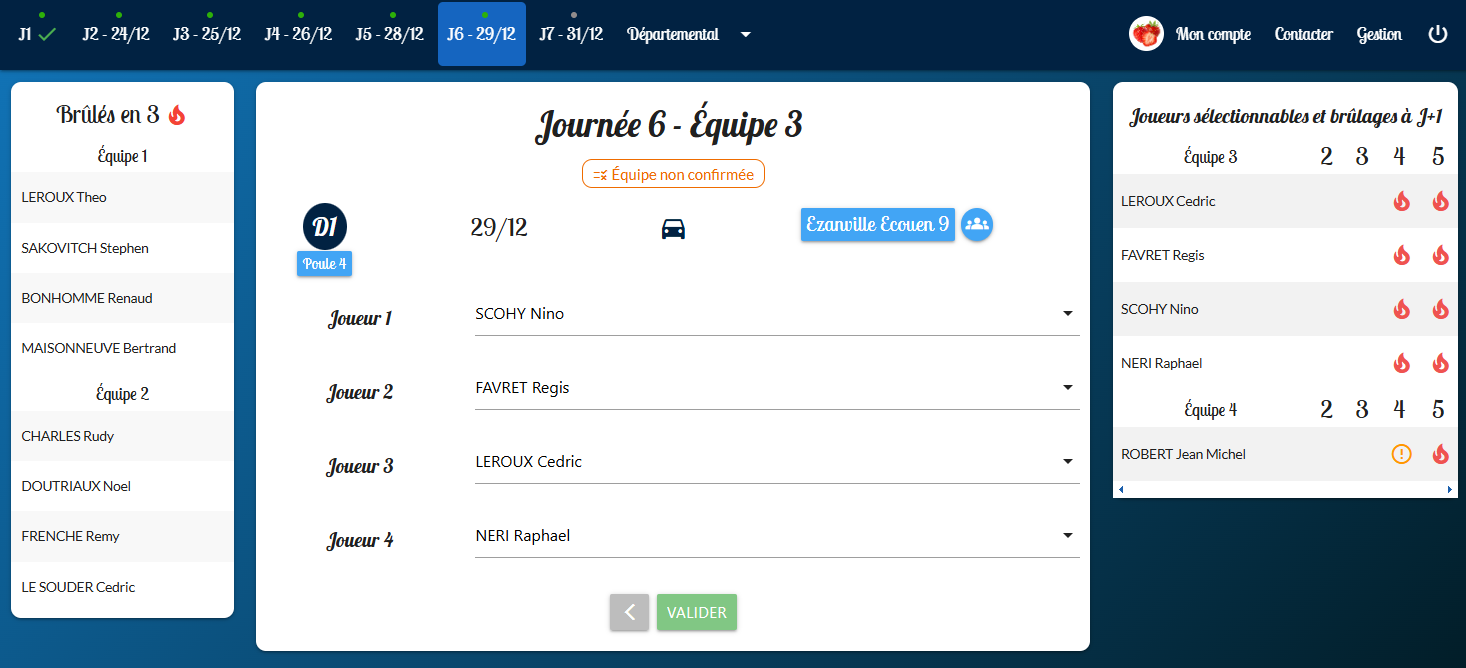 J1 J2 - 24/12 J3 - 25/12 J4 - 26/12 J5 - 28/12 J6 - 29/12 J7 - 31/12 Départemental Mon compte Contacter Gestion
Brûlés en 3
Équipe 1
LEROUX Theo
SAKOVITCH Stephen
BONHOMME Renaud
MAISONNEUVE Bertrand
Équipe 2
CHARLES Rudy
DOUTRIAUX Noel
FRENCHE Remy
LE SOUDER Cedric
Journée 6 - Équipe 3
Équipe non confirmée
D1 29/12 Ezanville Ecouen 9
Poule 4
Joueur 1 SCOHY Nino
Joueur 2 FAVRET Regis
Joueur 3 LEROUX Cedric
Joueur 4 NERI Raphael
VALIDER
Joueurs sélectionnables et brûlages à J+1
Équipe 3 2 3 4 5
LEROUX Cedric
FAVRET Regis
SCOHY Nino
NERI Raphael
Équipe 4 2 3 4 5
ROBERT Jean Michel